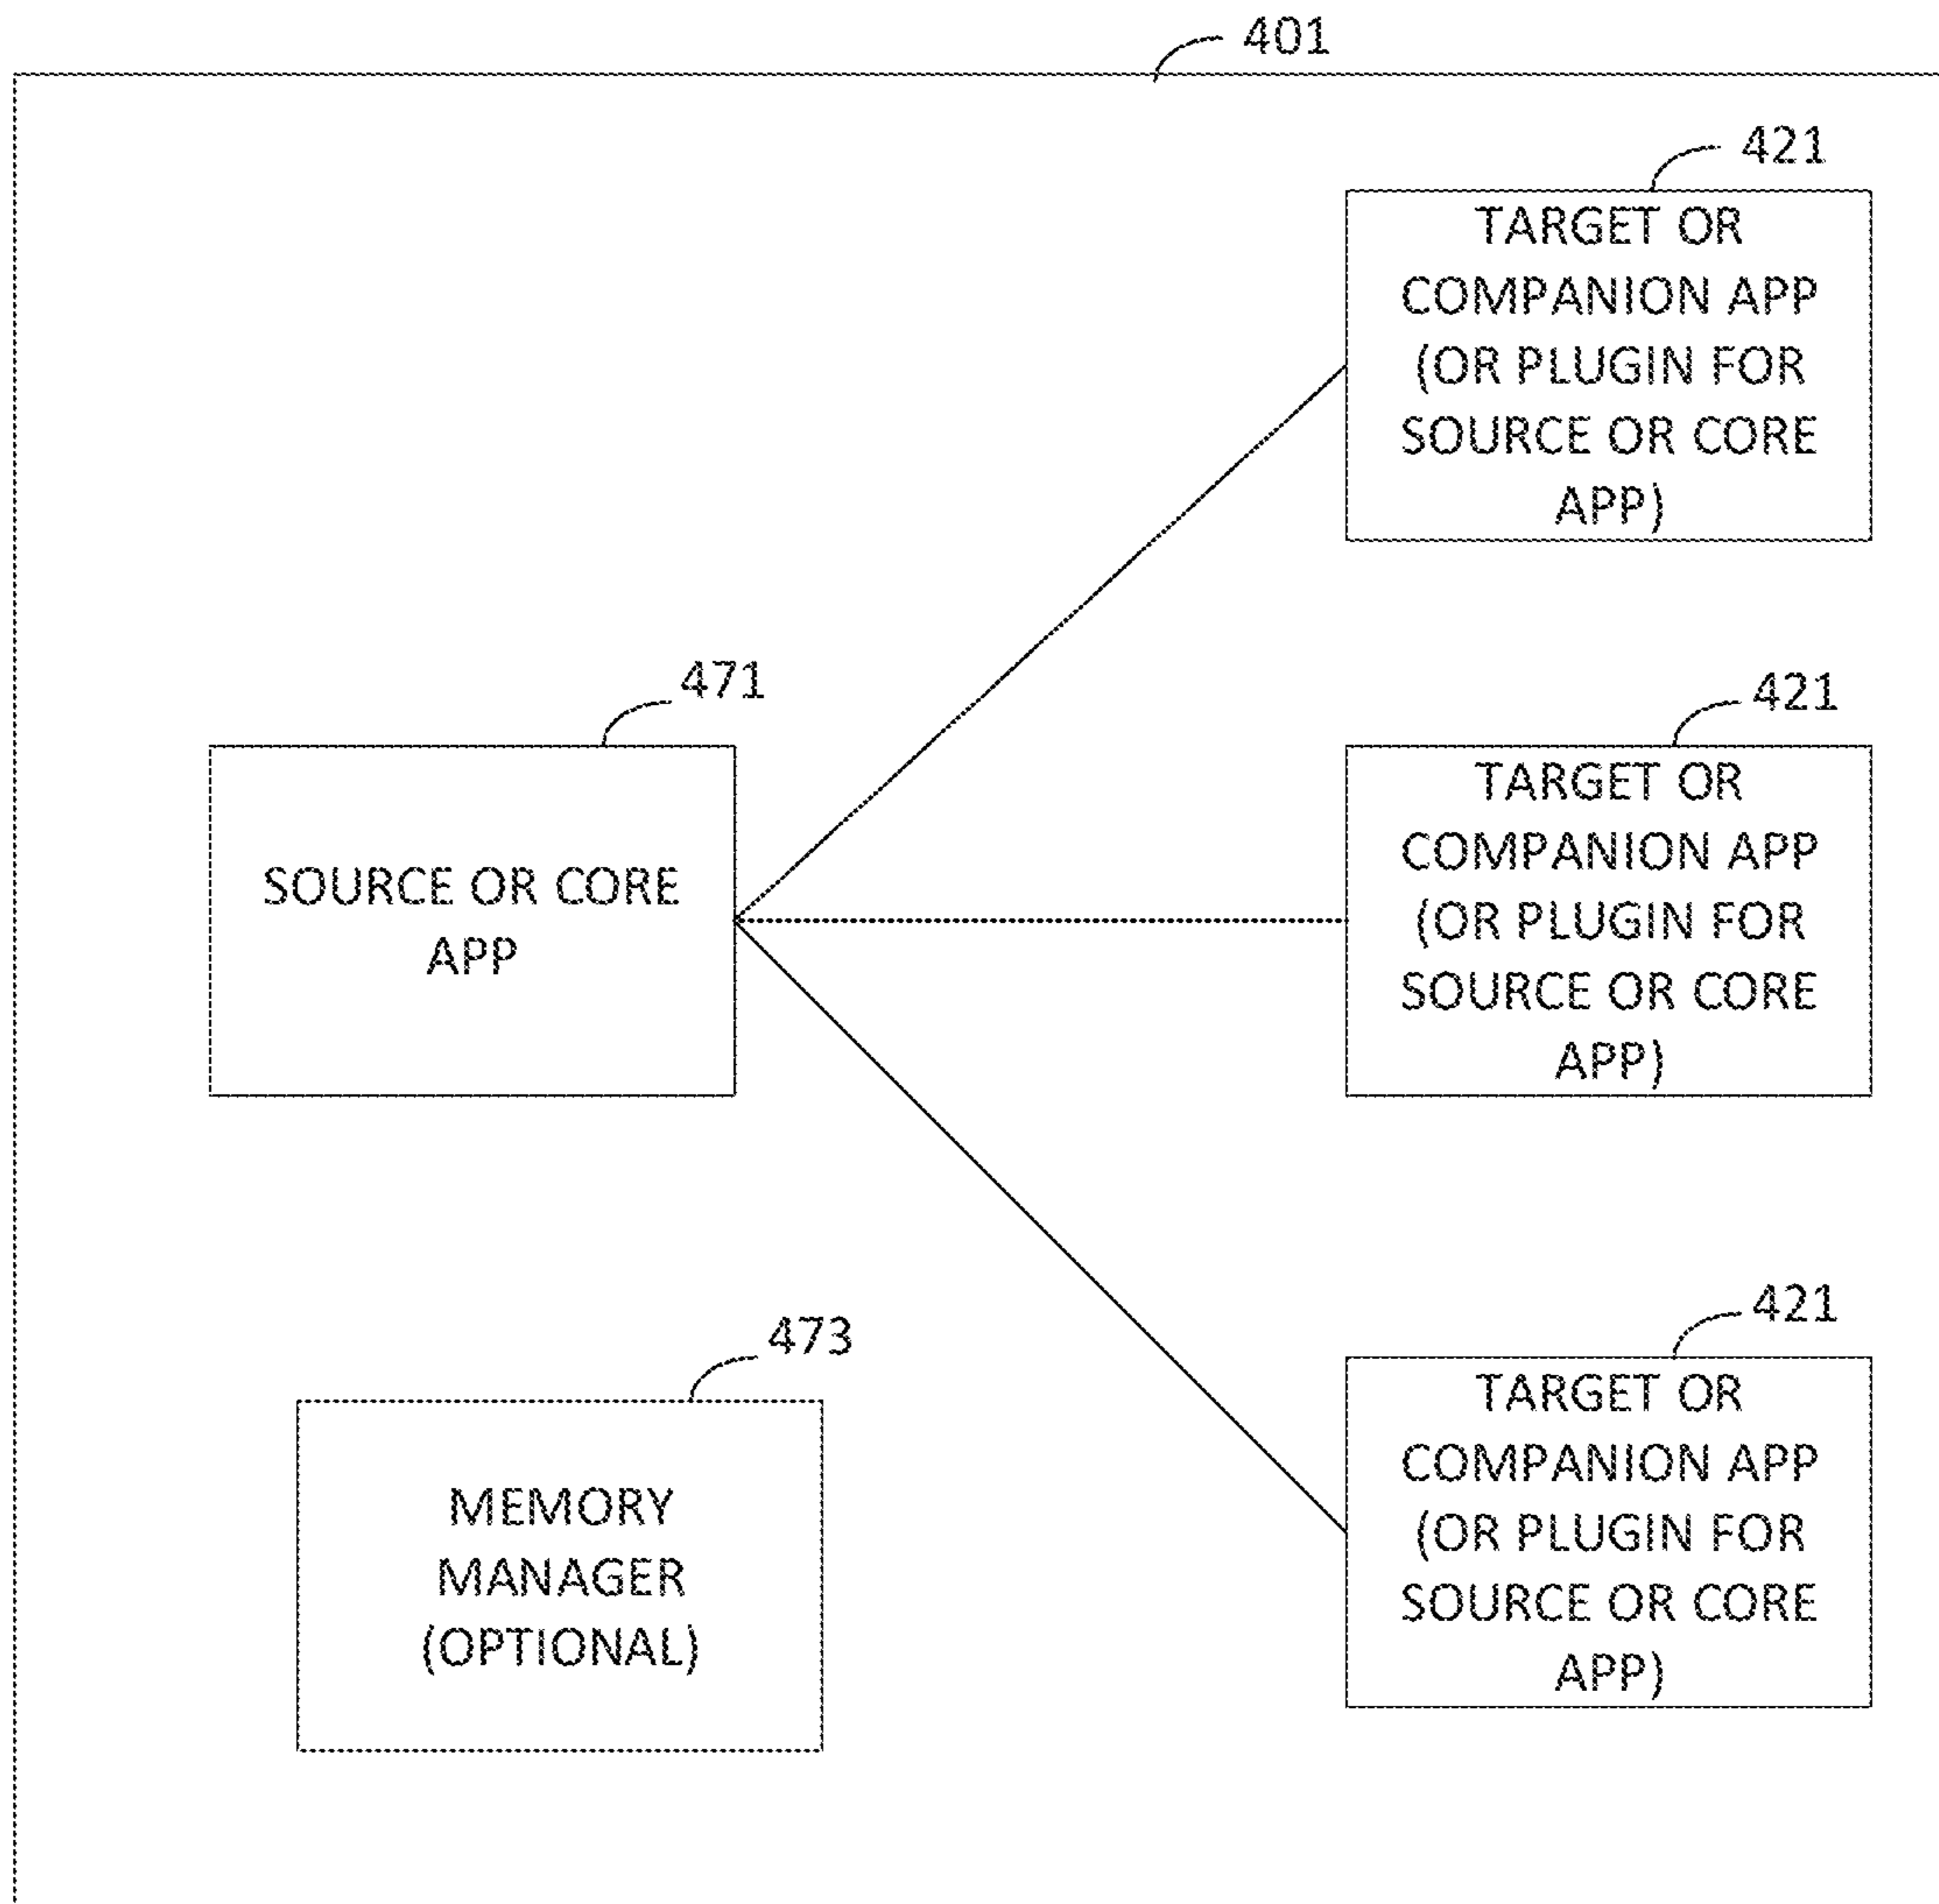 401
421
TARGET OR
COMPANION APP
(OR PLUGIN FOR
SOURCE OR CORE
APP)
471
SOURCE OR CORE
APP
421
TARGET OR
COMPANION APP
(OR PLUGIN FOR
SOURCE OR CORE
APP)
473
MEMORY
MANAGER
(OPTIONAL)
421
TARGET OR
COMPANION APP
(OR PLUGIN FOR
SOURCE OR CORE
APP)